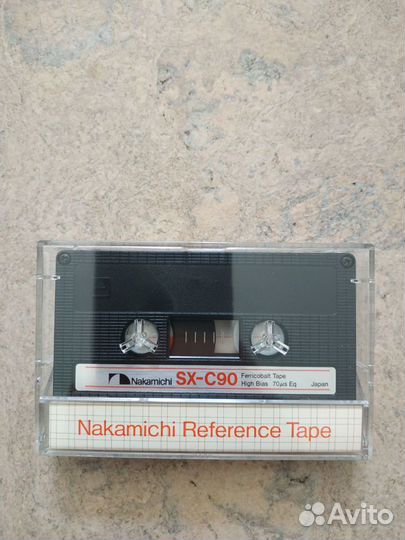 Nakamichi SX-C90 Ferricobalt Tape
High Bias 70µs Eq Japan
Nakamichi Reference Tape
Avito